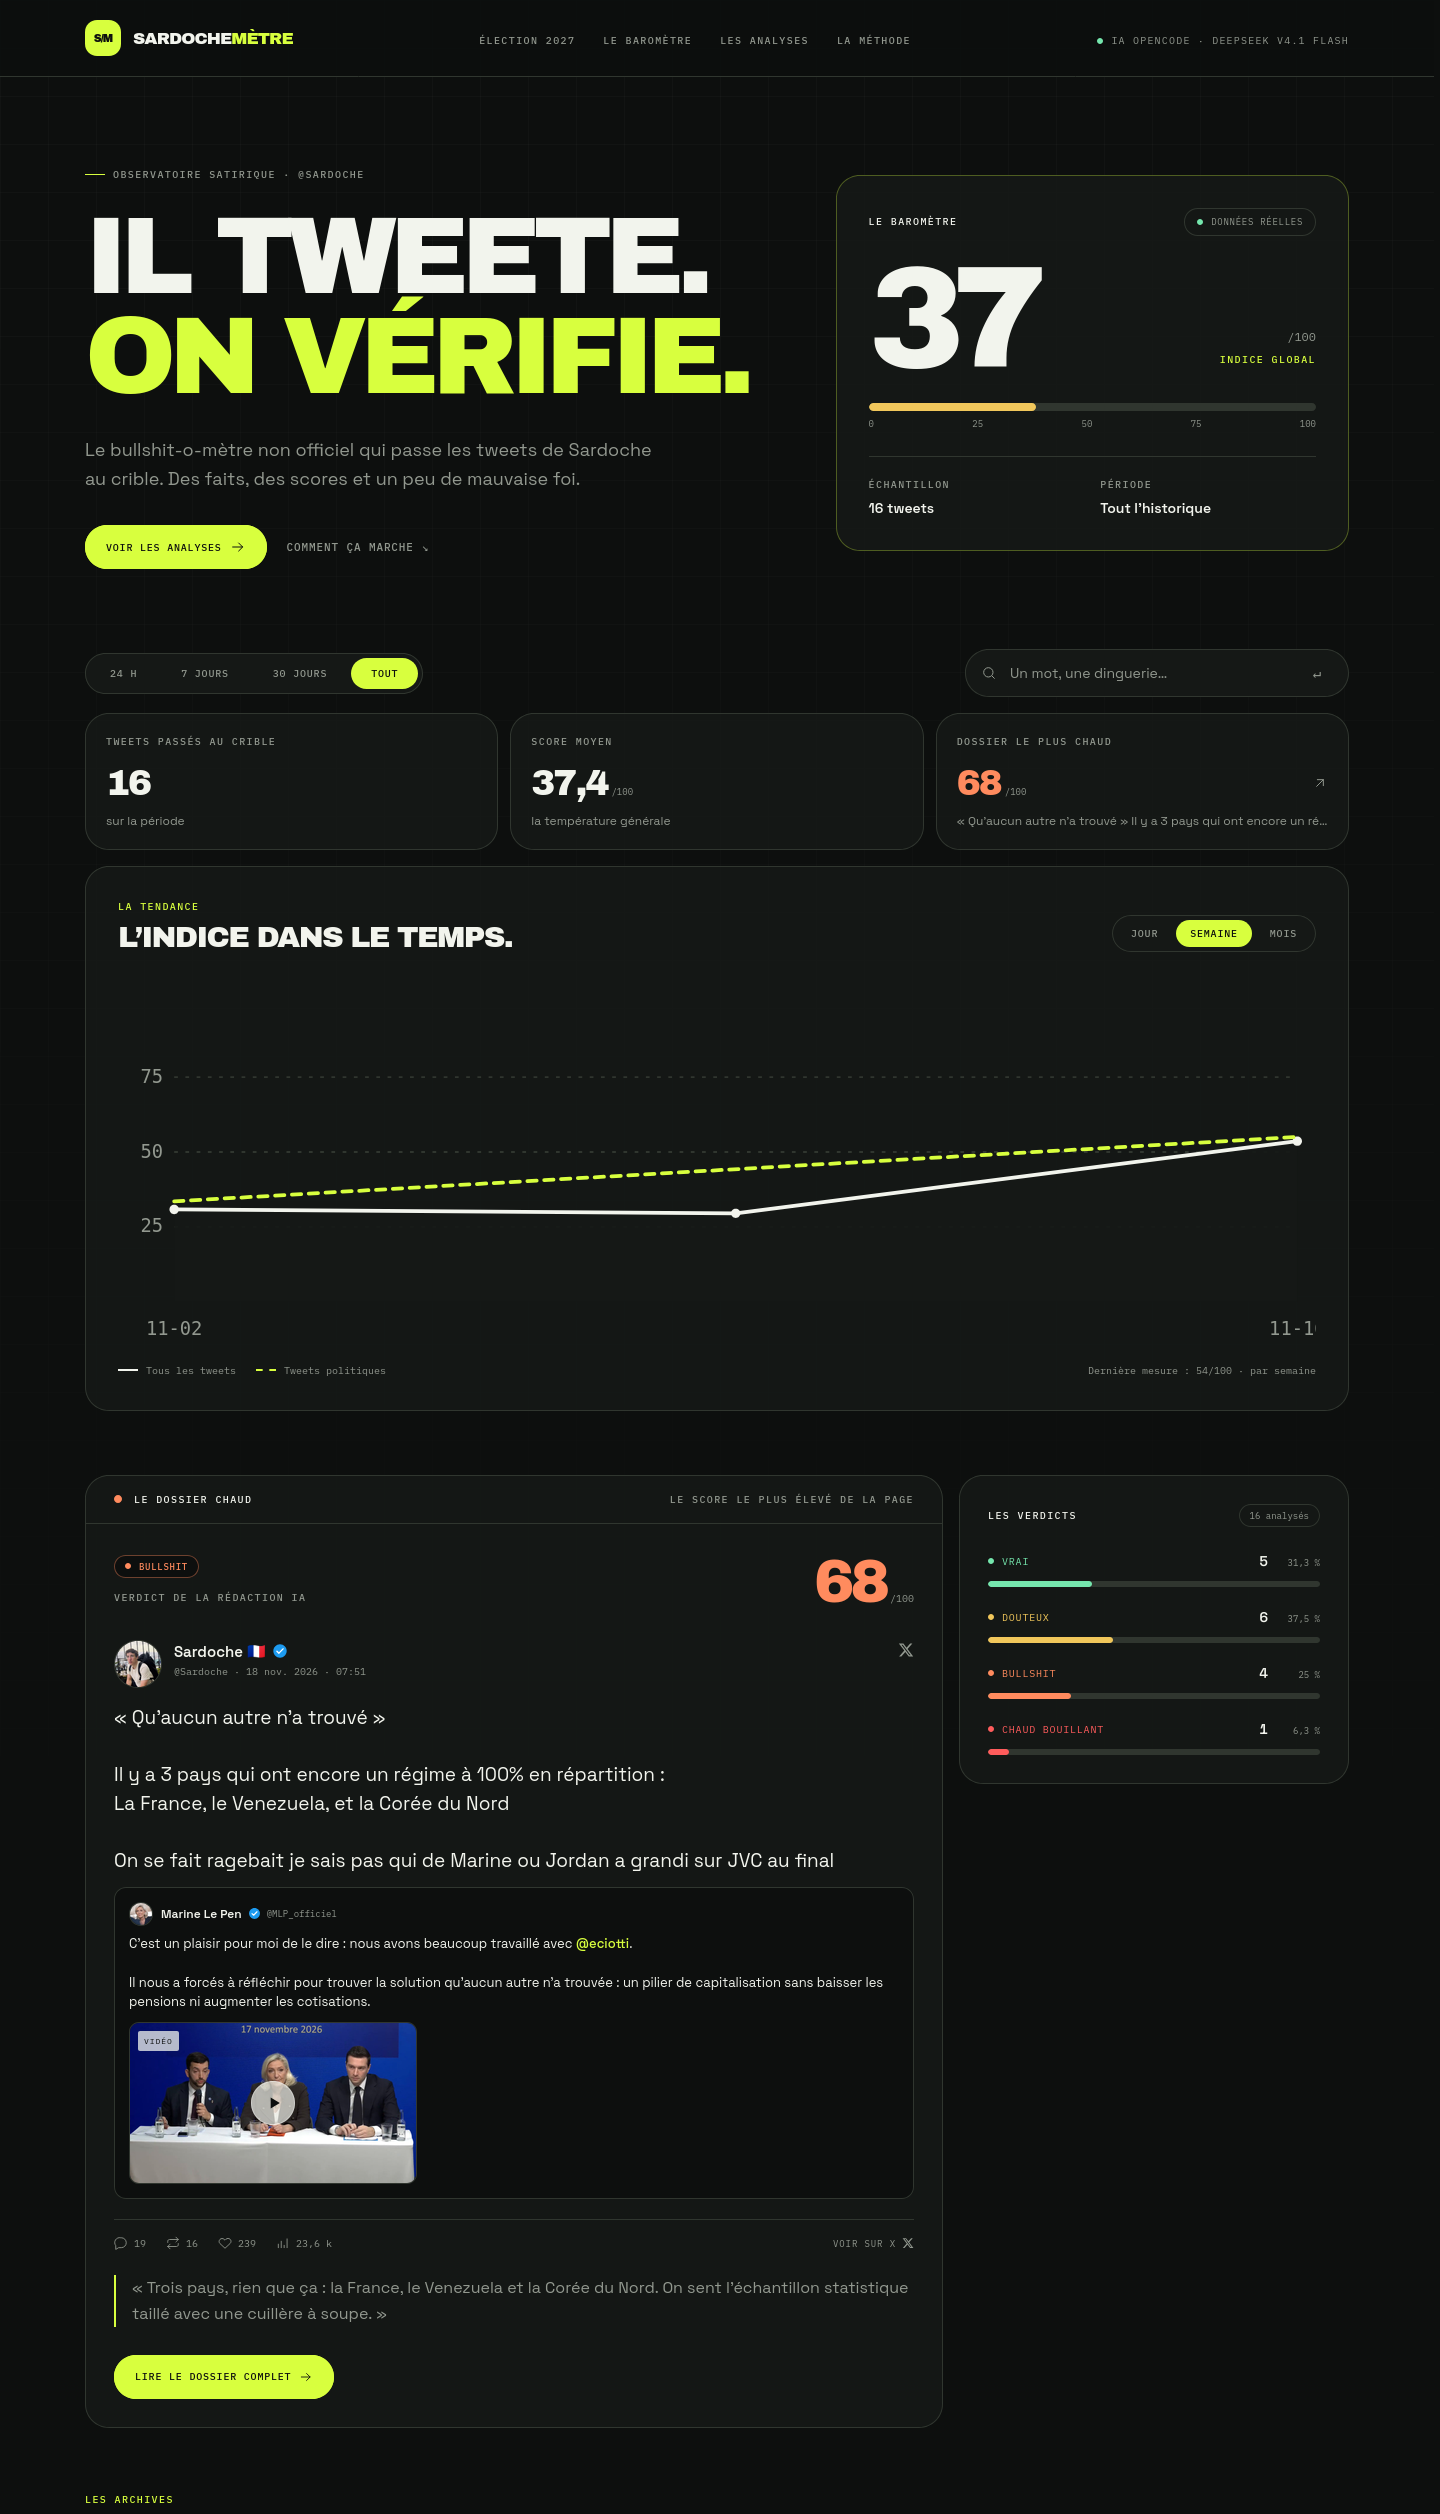 S/M
SARDOCHEMÈTRE
ÉLECTION 2027
LE BAROMÈTRE
LES ANALYSES
LA MÉTHODE
IA OPENCODE · DEEPSEEK V4.1 FLASH
OBSERVATOIRE SATIRIQUE · @SARDOCHE
IL TWEETE.
ON VÉRIFIE.
Le bullshit-o-mètre non officiel qui passe les tweets de Sardoche
au crible. Des faits, des scores et un peu de mauvaise foi.
VOIR LES ANALYSES →
COMMENT ÇA MARCHE ↘
LE BAROMÈTRE
DONNÉES RÉELLES
37
/100
INDICE GLOBAL
0 25 50 75 100
ÉCHANTILLON
16 tweets
PÉRIODE
Tout l'historique
24 H
7 JOURS
30 JOURS
TOUT
Un mot, une dinguerie…
↵
TWEETS PASSÉS AU CRIBLE
16
sur la période
SCORE MOYEN
37,4 /100
la température générale
DOSSIER LE PLUS CHAUD
68 /100
« Qu'aucun autre n'a trouvé » Il y a 3 pays qui ont encore un ré…
LA TENDANCE
L'INDICE DANS LE TEMPS.
JOUR
SEMAINE
MOIS
75
50
25
11-02
11-1
Tous les tweets
Tweets politiques
Dernière mesure : 54/100 · par semaine
LE DOSSIER CHAUD
LE SCORE LE PLUS ÉLEVÉ DE LA PAGE
BULLSHIT
VERDICT DE LA RÉDACTION IA
68 /100
Sardoche 🇫🇷
@Sardoche · 18 nov. 2026 · 07:51
« Qu'aucun autre n'a trouvé »
Il y a 3 pays qui ont encore un régime à 100% en répartition :
La France, le Venezuela, et la Corée du Nord
On se fait ragebait je sais pas qui de Marine ou Jordan a grandi sur JVC au final
Marine Le Pen @MLP_officiel
C'est un plaisir pour moi de le dire : nous avons beaucoup travaillé avec @eciotti.
Il nous a forcés à réfléchir pour trouver la solution qu'aucun autre n'a trouvée : un pilier de capitalisation sans baisser les
pensions ni augmenter les cotisations.
VIDÉO
17 novembre 2026
19
16
239
23,6 k
VOIR SUR X
« Trois pays, rien que ça : la France, le Venezuela et la Corée du Nord. On sent l'échantillon statistique
taillé avec une cuillère à soupe. »
LIRE LE DOSSIER COMPLET →
LES VERDICTS
16 analysés
VRAI 5 31,3 %
DOUTEUX 6 37,5 %
BULLSHIT 4 25 %
CHAUD BOUILLANT 1 6,3 %
LES ARCHIVES